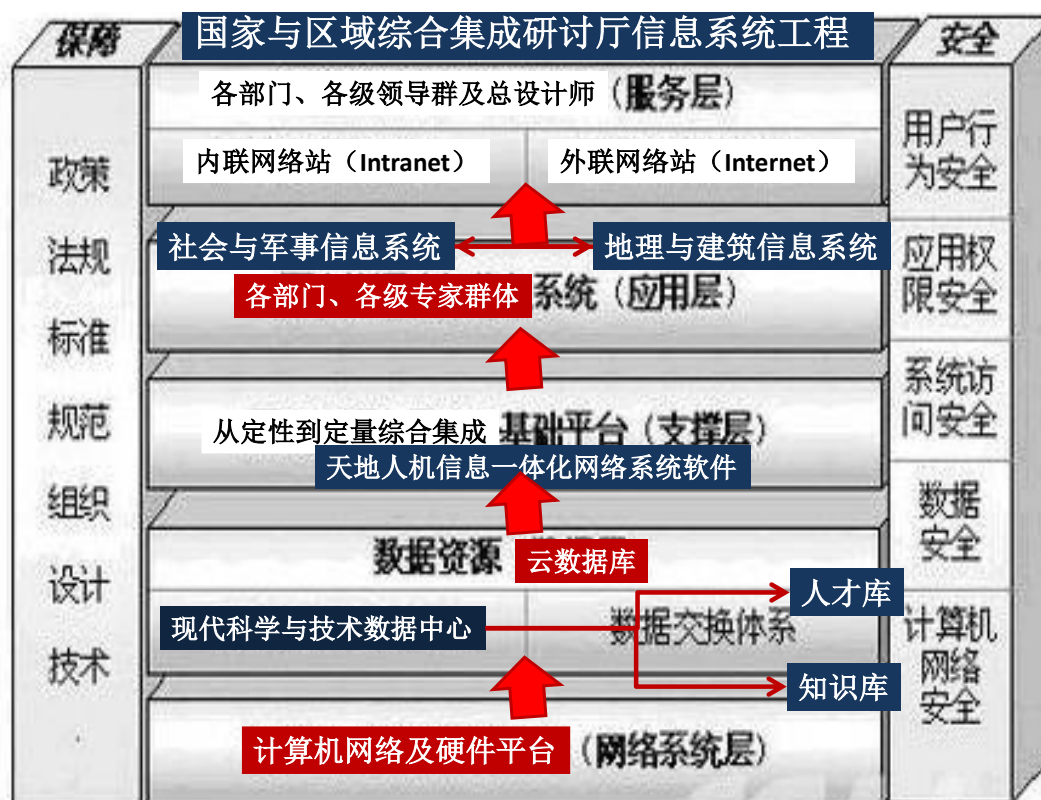 国家与区域综合集成研讨厅信息系统工程
保障
安全
各部门、各级领导群及总设计师（服务层）
内联网络站（Intranet）
外联网络站（Internet）
社会与军事信息系统
地理与建筑信息系统
各部门、各级专家群体
系统（应用层）
从定性到定量综合集成
基础平台（支撑层）
天地人机信息一体化网络系统软件
数据资源
云数据库
现代科学与技术数据中心
数据交换体系
人才库
知识库
计算机网络及硬件平台
（网络系统层）
政策
法规
标准
规范
组织
设计
技术
用户行
为安全
应用权
限安全
系统访
问安全
数据
安全
计算机
网络
安全